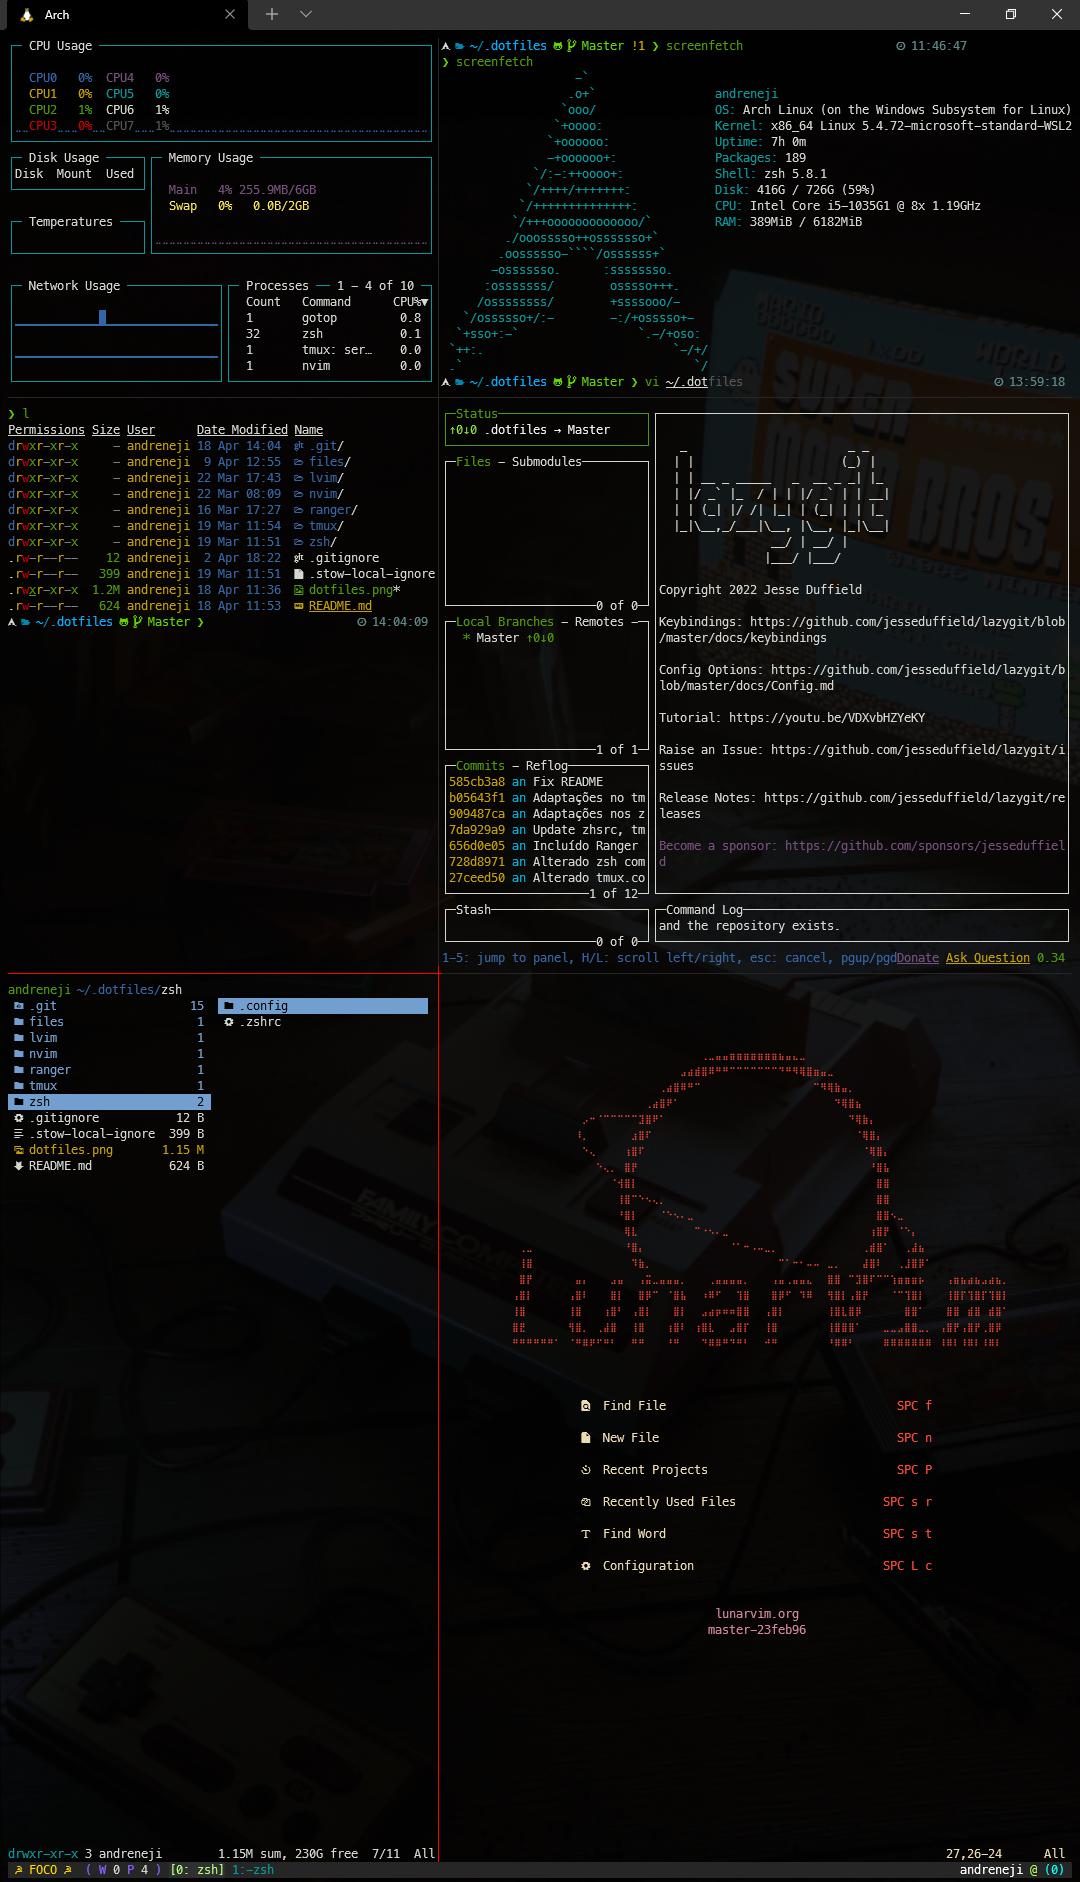 Arch
CPU Usage
CPU0 0% CPU4 0%
CPU1 0% CPU5 0%
CPU2 1% CPU6 1%
CPU3 0% CPU7 1%
Disk Usage
Disk Mount Used
Temperatures
Memory Usage
Main 4% 255.9MB/6GB
Swap 0% 0.0B/2GB
Network Usage
Processes 1 - 4 of 10
Count Command CPU%▼
1 gotop 0.8
32 zsh 0.1
1 tmux: ser… 0.0
1 nvim 0.0
~/.dotfiles Master !1 ❯ screenfetch 11:46:47
❯ screenfetch
andreneji
OS: Arch Linux (on the Windows Subsystem for Linux)
Kernel: x86_64 Linux 5.4.72-microsoft-standard-WSL2
Uptime: 7h 0m
Packages: 189
Shell: zsh 5.8.1
Disk: 416G / 726G (59%)
CPU: Intel Core i5-1035G1 @ 8x 1.19GHz
RAM: 389MiB / 6182MiB
~/.dotfiles Master ❯ vi ~/.dotfiles 13:59:18
❯ l
Permissions Size User Date Modified Name
drwxr-xr-x - andreneji 18 Apr 14:04 .git/
drwxr-xr-x - andreneji 9 Apr 12:55 files/
drwxr-xr-x - andreneji 22 Mar 17:43 lvim/
drwxr-xr-x - andreneji 22 Mar 08:09 nvim/
drwxr-xr-x - andreneji 16 Mar 17:27 ranger/
drwxr-xr-x - andreneji 19 Mar 11:54 tmux/
drwxr-xr-x - andreneji 19 Mar 11:51 zsh/
.rw-r--r-- 12 andreneji 2 Apr 18:22 .gitignore
.rw-r--r-- 399 andreneji 19 Mar 11:51 .stow-local-ignore
.rwxr-xr-x 1.2M andreneji 18 Apr 11:36 dotfiles.png*
.rw-r--r-- 624 andreneji 18 Apr 11:53 README.md
~/.dotfiles Master ❯ 14:04:09
Status
↑0↓0 .dotfiles → Master
Files - Submodules
0 of 0
Local Branches - Remotes -
* Master ↑0↓0
1 of 1
Commits - Reflog
585cb3a8 an Fix README
b05643f1 an Adaptações no tm
909487ca an Adaptações nos z
7da929a9 an Update zhsrc, tm
656d0e05 an Incluído Ranger
728d8971 an Alterado zsh com
27ceed50 an Alterado tmux.co
1 of 12
Stash
0 of 0
lazygit
Copyright 2022 Jesse Duffield
Keybindings: https://github.com/jesseduffield/lazygit/blob
/master/docs/keybindings
Config Options: https://github.com/jesseduffield/lazygit/b
lob/master/docs/Config.md
Tutorial: https://youtu.be/VDXvbHZYeKY
Raise an Issue: https://github.com/jesseduffield/lazygit/i
ssues
Release Notes: https://github.com/jesseduffield/lazygit/re
leases
Become a sponsor: https://github.com/sponsors/jesseduffiel
d
Command Log
and the repository exists.
1-5: jump to panel, H/L: scroll left/right, esc: cancel, pgup/pgdDonate Ask Question 0.34
andreneji ~/.dotfiles/zsh
.git 15
files 1
lvim 1
nvim 1
ranger 1
tmux 1
zsh 2
.gitignore 12 B
.stow-local-ignore 399 B
dotfiles.png 1.15 M
README.md 624 B
.config
.zshrc
LunarVim
Find File SPC f
New File SPC n
Recent Projects SPC P
Recently Used Files SPC s r
Find Word SPC s t
Configuration SPC L c
lunarvim.org
master-23feb96
drwxr-xr-x 3 andreneji 1.15M sum, 230G free 7/11 All
27,26-24 All
FOCO ( W 0 P 4 ) [0: zsh] 1:-zsh
andreneji @ (0)